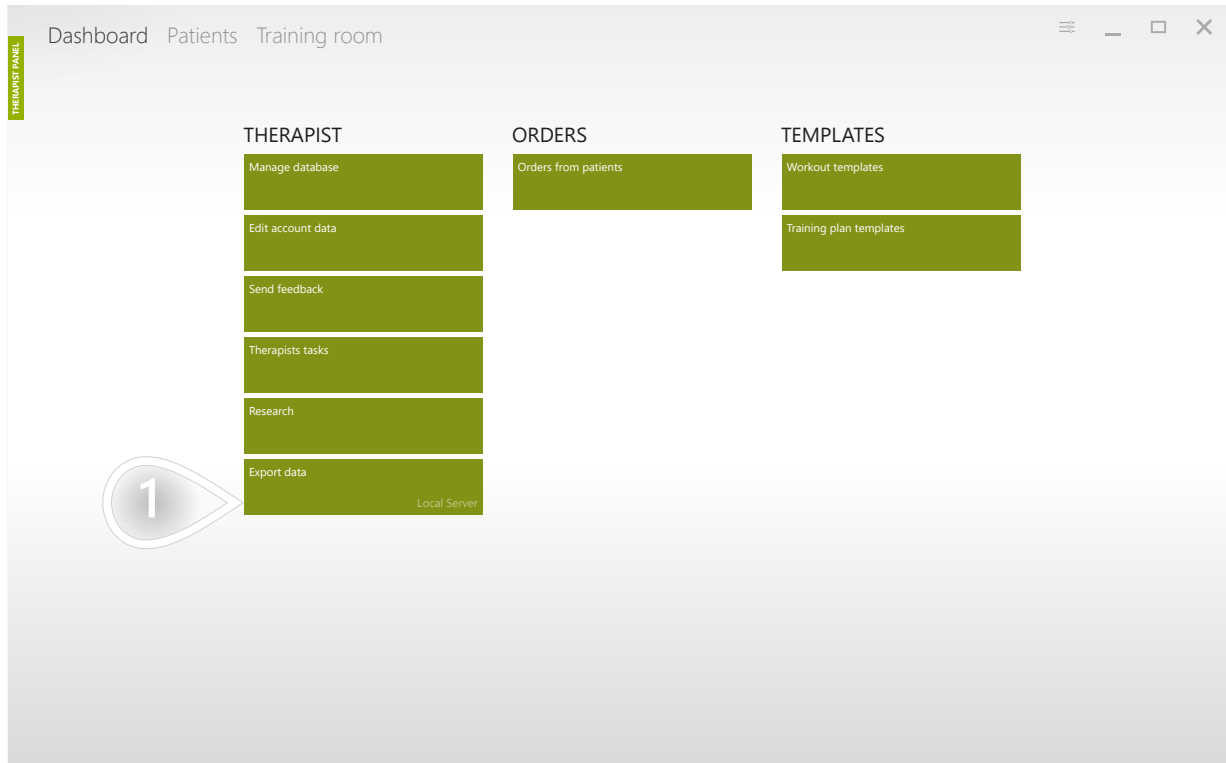 Dashboard Patients Training room
THERAPIST PANEL
THERAPIST
Manage database
Edit account data
Send feedback
Therapists tasks
Research
Export data
Local Server
1
ORDERS
Orders from patients
TEMPLATES
Workout templates
Training plan templates